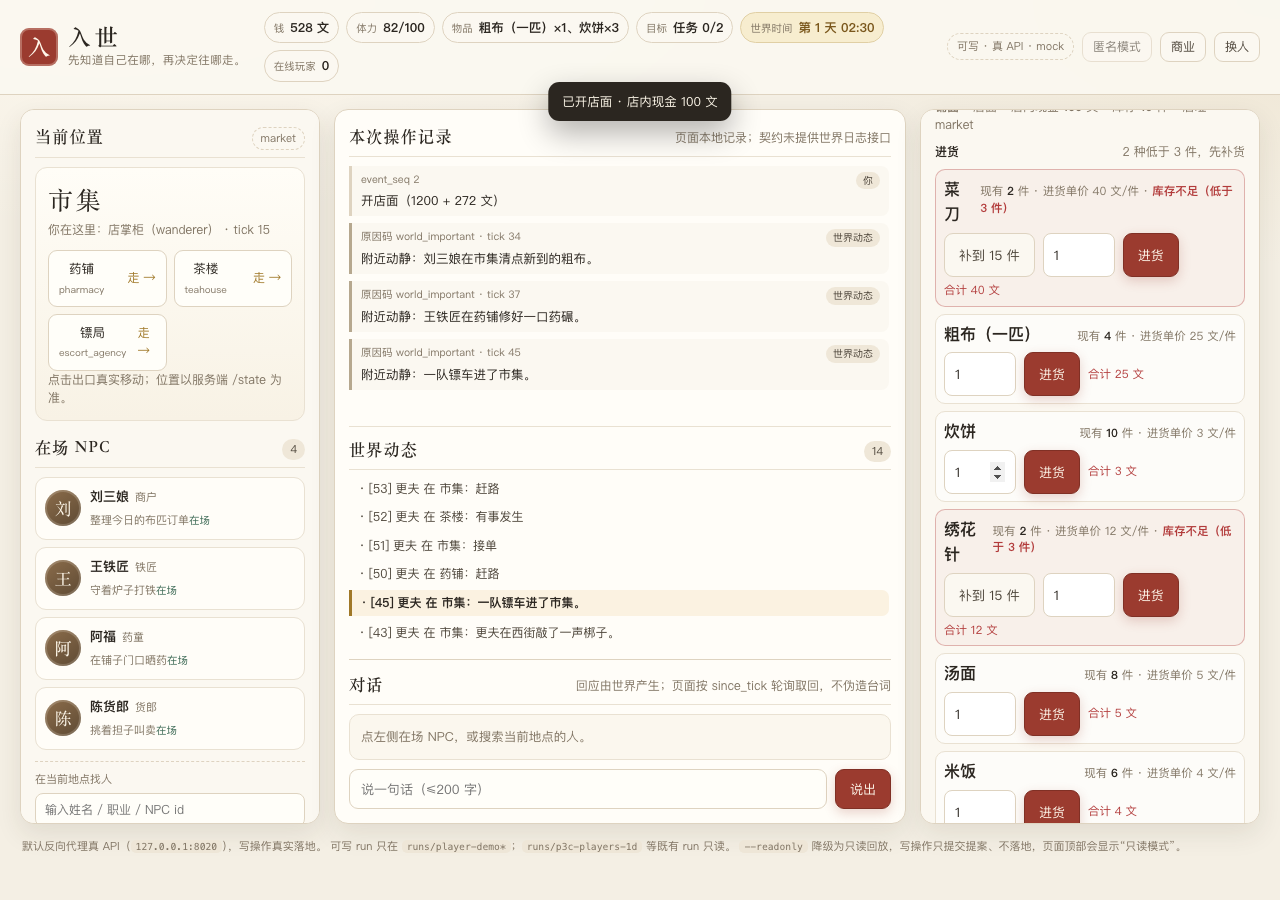 入
入世
先知道自己在哪，再决定往哪走。
钱 528 文
体力 82/100
物品 粗布（一匹）×1、炊饼×3
目标 任务 0/2
世界时间 第 1 天 02:30
在线玩家 0
可写 · 真 API · mock
匿名模式
商业
换人
已开店面 · 店内现金 100 文
当前位置
market
市集
你在这里：店掌柜（wanderer） · tick 15
药铺
pharmacy
走 →
茶楼
teahouse
走 →
镖局
escort_agency
走
→
点击出口真实移动；位置以服务端 /state 为
准。
在场 NPC
4
刘
刘三娘 商户
整理今日的布匹订单在场
王
王铁匠 铁匠
守着炉子打铁在场
阿
阿福 药童
在铺子门口晒药在场
陈
陈货郎 货郎
挑着担子叫卖在场
在当前地点找人
输入姓名 / 职业 / NPC id
本次操作记录
页面本地记录；契约未提供世界日志接口
event_seq 2
你
开店面（1200 + 272 文）
原因码 world_important · tick 34
世界动态
附近动静：刘三娘在市集清点新到的粗布。
原因码 world_important · tick 37
世界动态
附近动静：王铁匠在药铺修好一口药碾。
原因码 world_important · tick 45
世界动态
附近动静：一队镖车进了市集。
世界动态
14
· [53] 更夫 在 市集：赶路
· [52] 更夫 在 茶楼：有事发生
· [51] 更夫 在 市集：接单
· [50] 更夫 在 药铺：赶路
· [45] 更夫 在 市集：一队镖车进了市集。
· [43] 更夫 在 市集：更夫在西街敲了一声梆子。
对话
回应由世界产生；页面按 since_tick 轮询取回，不伪造台词
点左侧在场 NPC，或搜索当前地点的人。
说一句话（≤200 字）
说出
market
进货
2 种低于 3 件，先补货
菜
刀
现有 2 件 · 进货单价 40 文/件 · 库存不足（低于
3 件）
补到 15 件
1
进货
合计 40 文
粗布（一匹）
现有 4 件 · 进货单价 25 文/件
1
进货
合计 25 文
炊饼
现有 10 件 · 进货单价 3 文/件
1
进货
合计 3 文
绣花
针
现有 2 件 · 进货单价 12 文/件 · 库存不足（低
于 3 件）
补到 15 件
1
进货
合计 12 文
汤面
现有 8 件 · 进货单价 5 文/件
1
进货
合计 5 文
米饭
现有 6 件 · 进货单价 4 文/件
1
进货
合计 4 文
默认反向代理真 API（ 127.0.0.1:8020 ），写操作真实落地。 可写 run 只在 runs/player-demo* ； runs/p3c-players-1d 等既有 run 只读。 --readonly 降级为只读回放，写操作只提交提案、不落地，页面顶部会显示“只读模式”。